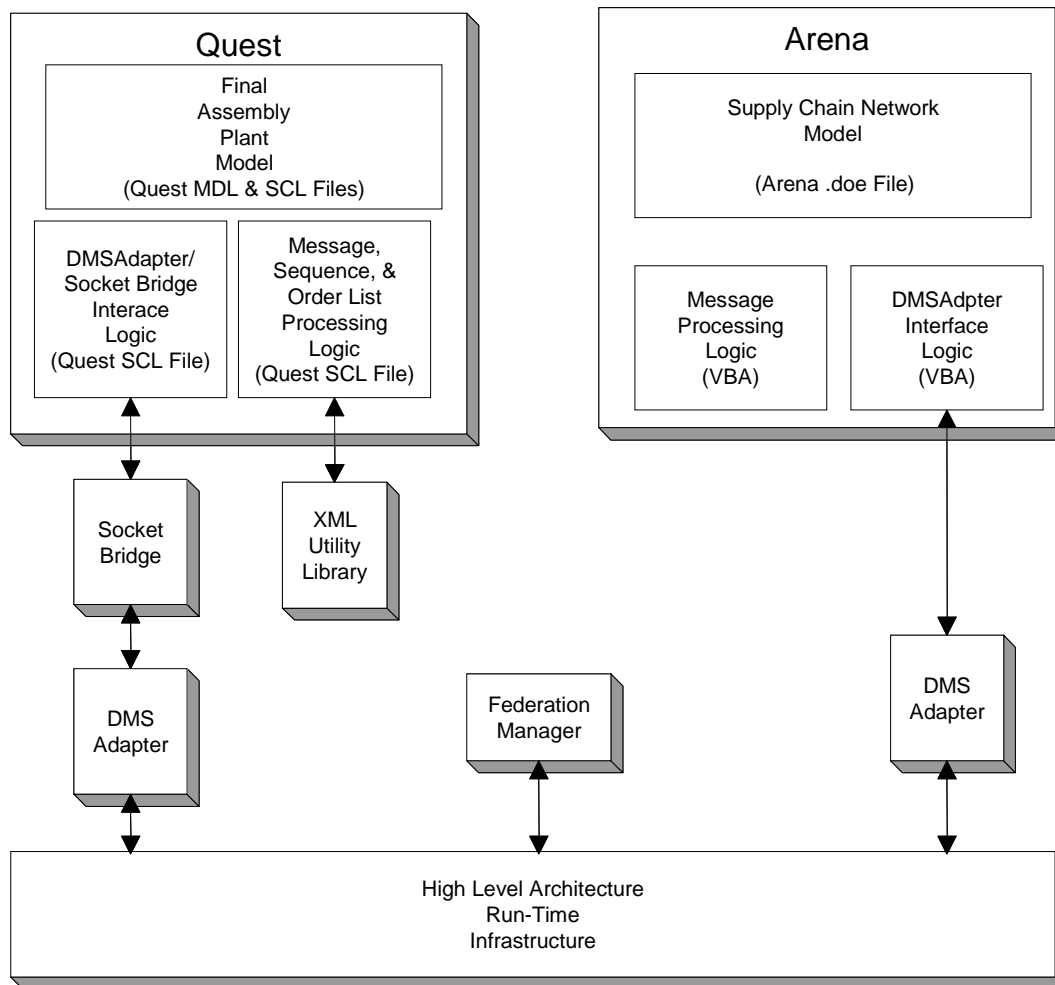 Quest
Final
Assembly
Plant
Model
(Quest MDL & SCL Files)
DMSAdapter/
Socket Bridge
Interace
Logic
(Quest SCL File)
Message,
Sequence, &
Order List
Processing
Logic
(Quest SCL File)
Arena
Supply Chain Network
Model
(Arena .doe File)
Message
Processing
Logic
(VBA)
DMSAdpter
Interface
Logic
(VBA)
Socket
Bridge
XML
Utility
Library
DMS
Adapter
Federation
Manager
DMS
Adapter
High Level Architecture
Run-Time
Infrastructure